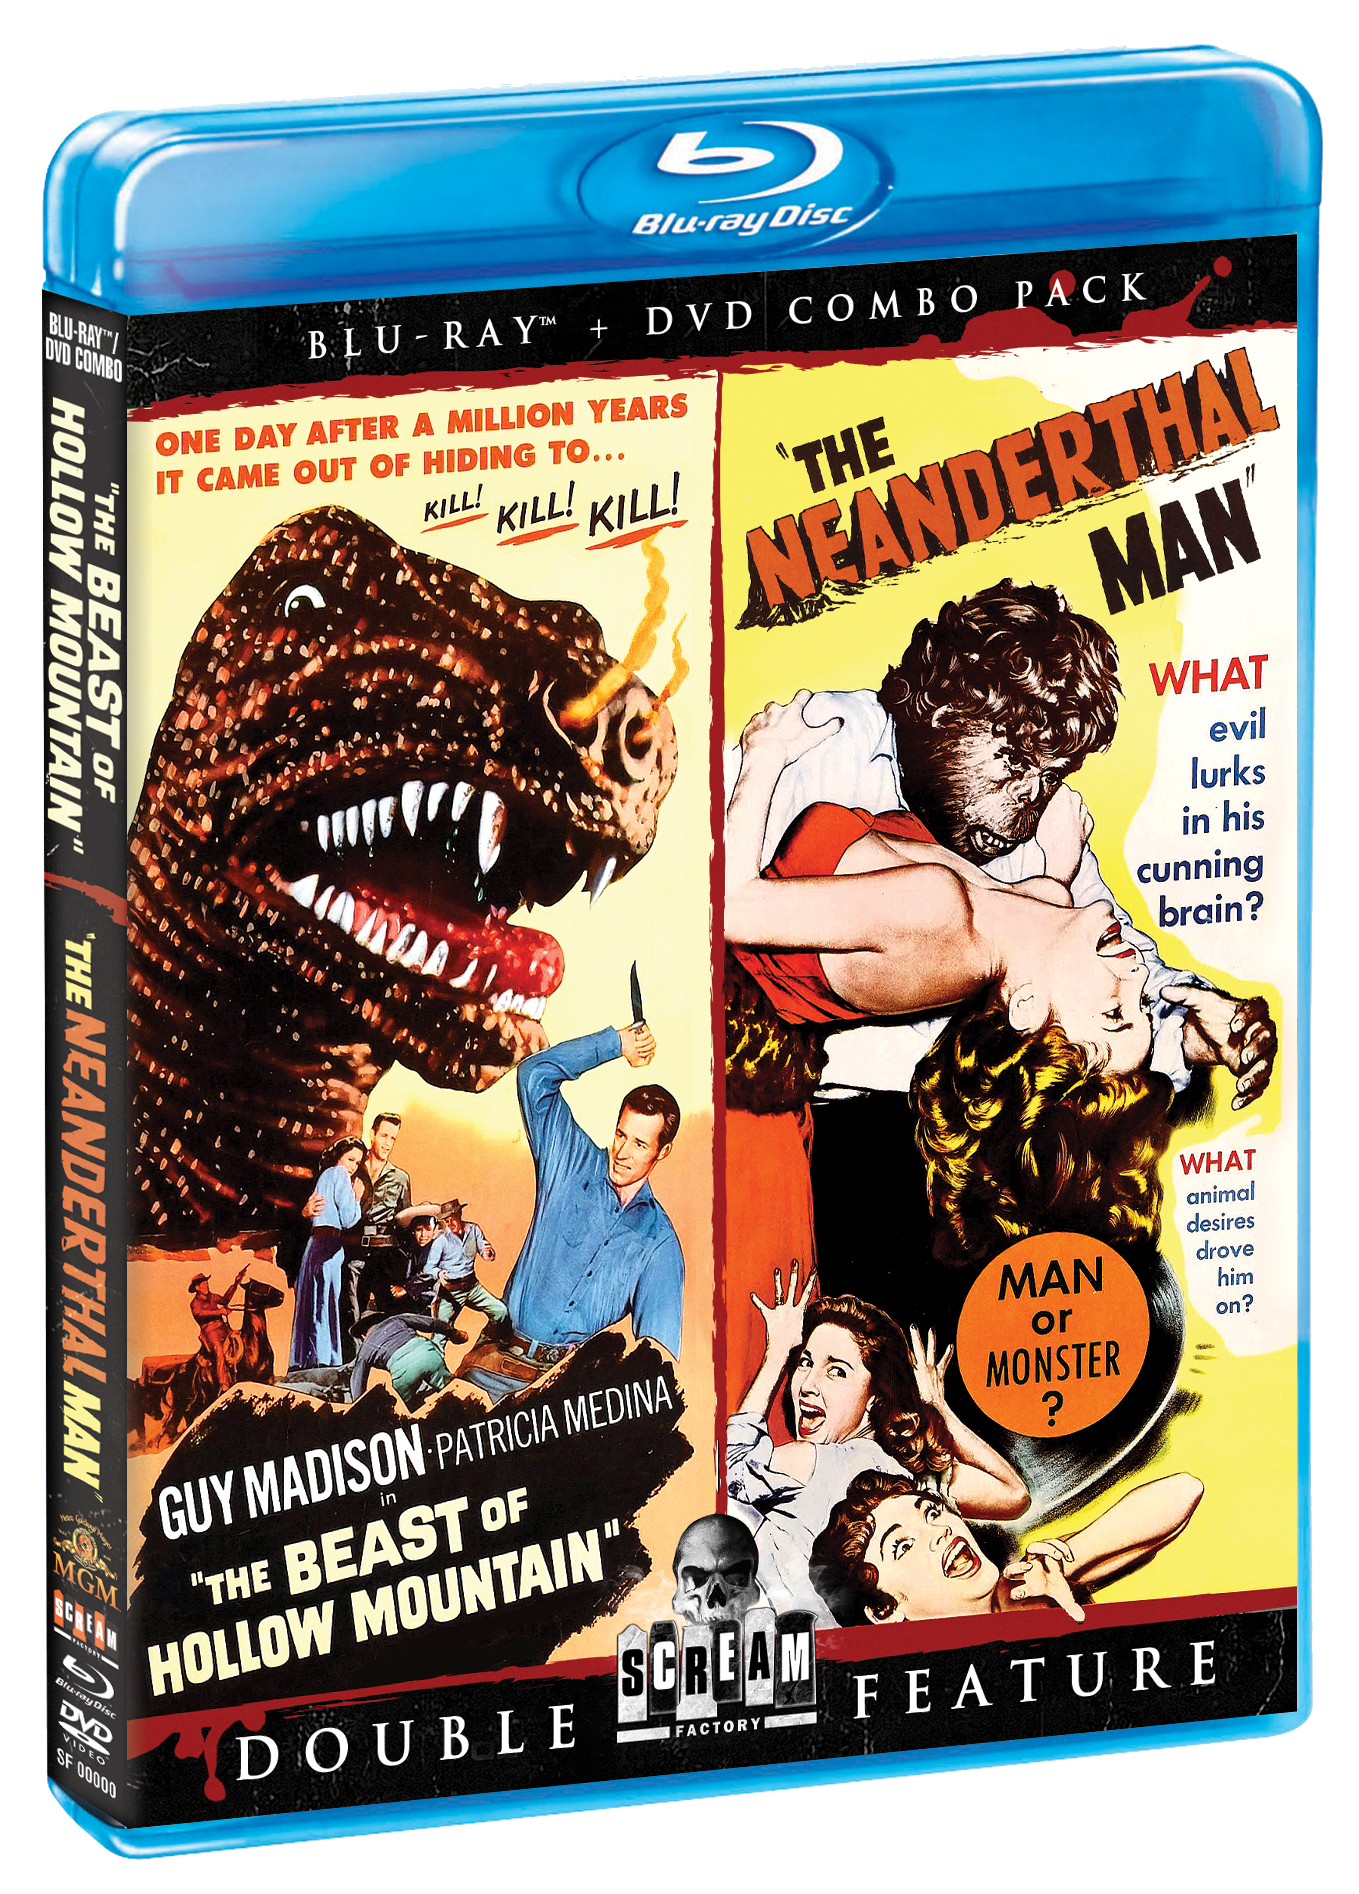 Blu-ray Disc
BLU-RAY™ + DVD COMBO PACK
BLU-RAY™/
DVD COMBO
"THE BEAST OF
HOLLOW MOUNTAIN"
"THE NEANDERTHAL MAN"
MGM
SCREAM
FACTORY
Blu-ray Disc
DVD
VIDEO
SF 00000
ONE DAY AFTER A MILLION YEARS
IT CAME OUT OF HIDING TO...
KILL! KILL! KILL!
GUY MADISON · PATRICIA MEDINA
in
"THE BEAST OF
HOLLOW MOUNTAIN"
"THE
NEANDERTHAL
MAN"
WHAT
evil
lurks
in his
cunning
brain?
WHAT
animal
desires
drove
him
on?
MAN
or
MONSTER
?
SCREAM
FACTORY
DOUBLE FEATURE